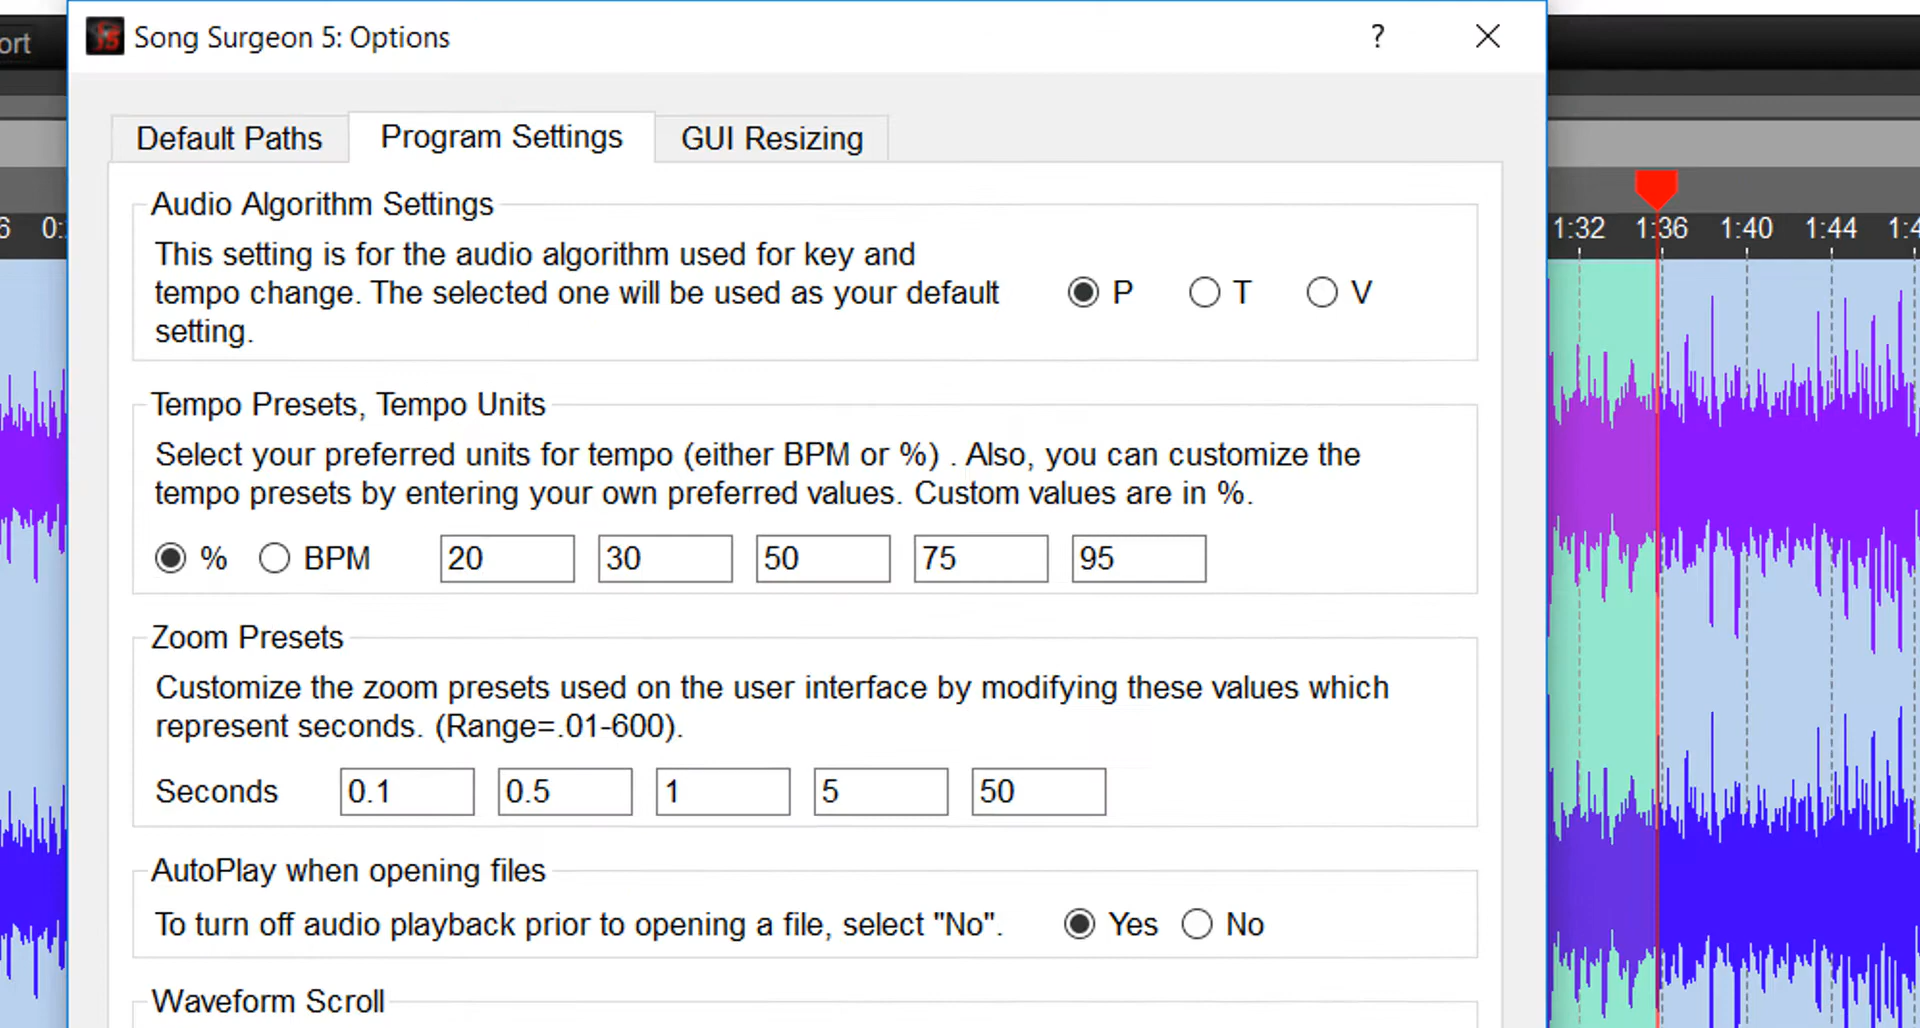 ort
Song Surgeon 5: Options
?
Default Paths
Program Settings
GUI Resizing
Audio Algorithm Settings
This setting is for the audio algorithm used for key and
tempo change. The selected one will be used as your default
setting.
P T V
Tempo Presets, Tempo Units
Select your preferred units for tempo (either BPM or %) . Also, you can customize the
tempo presets by entering your own preferred values. Custom values are in %.
% BPM 20 30 50 75 95
Zoom Presets
Customize the zoom presets used on the user interface by modifying these values which
represent seconds. (Range=.01-600).
Seconds 0.1 0.5 1 5 50
AutoPlay when opening files
To turn off audio playback prior to opening a file, select "No". Yes No
Waveform Scroll
6 0:
1:32 1:36 1:40 1:44 1:4